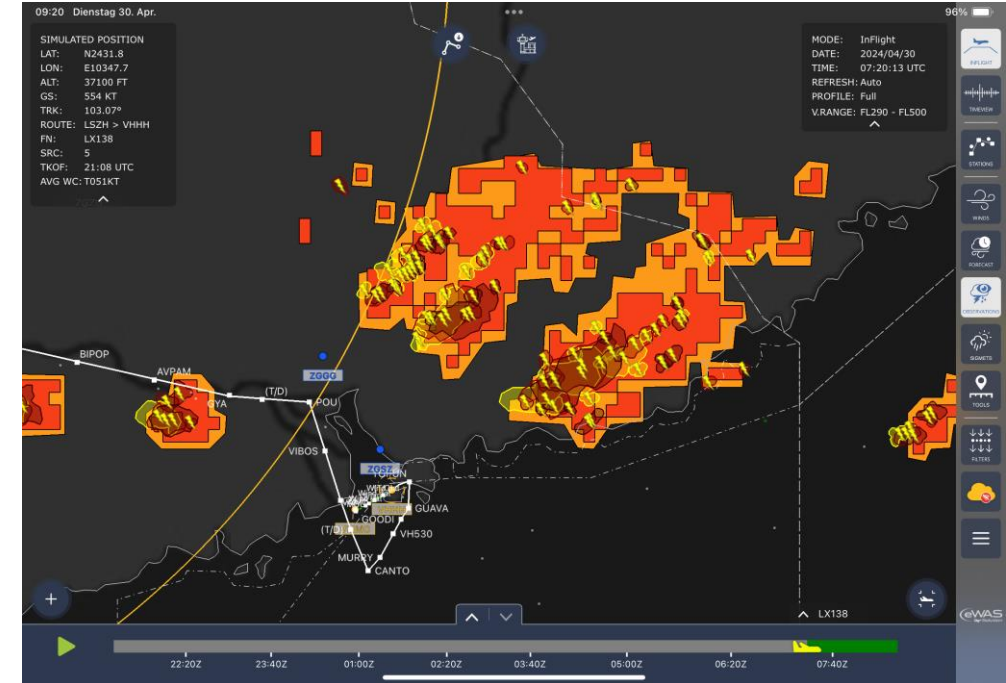 09:20 Dienstag 30. Apr.
96%
SIMULATED POSITION
LAT: N2431.8
LON: E10347.7
ALT: 37100 FT
GS: 554 KT
TRK: 103.07°
ROUTE: LSZH > VHHH
FN: LX138
SRC: 5
TKOF: 21:08 UTC
AVG WC: T051KT
MODE: InFlight
DATE: 2024/04/30
TIME: 07:20:13 UTC
REFRESH: Auto
PROFILE: Full
V.RANGE: FL290 - FL500
INFLIGHT
TIMEVIEW
STATIONS
WINDS
FORECAST
OBSERVATIONS
SIGMETS
TOOLS
FILTERS
BIPOP
AVPAM
GYA
(T/D)
POU
ZGGG
VIBOS
ZGSZ
GUAVA
GOODI
(T/D)
VH530
MURRY
CANTO
LX138
eWAS
22:20Z
23:40Z
01:00Z
02:20Z
03:40Z
05:00Z
06:20Z
07:40Z